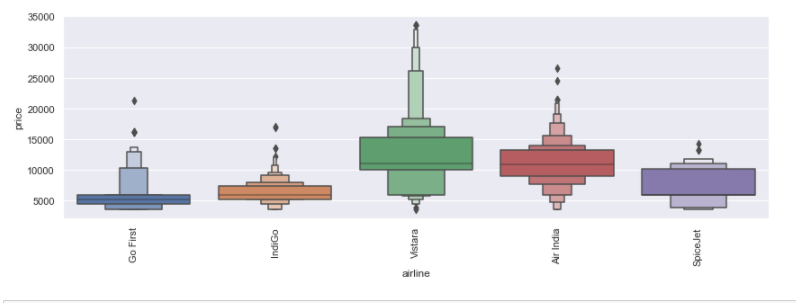 35000
30000
25000
20000
15000
10000
5000
price
Go First
IndiGo
Vistara
Air India
SpiceJet
airline